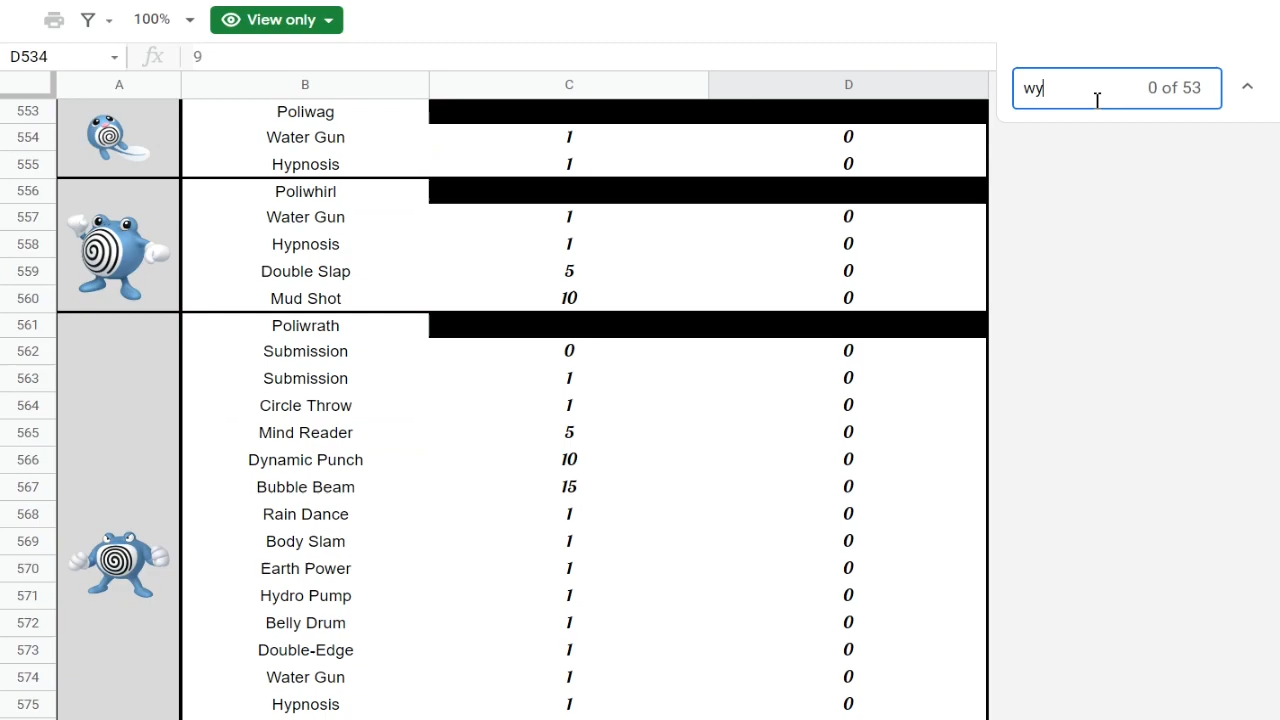 100% View only
D534 fx 9
wy 0 of 53
A B C D
553 Poliwag
554 Water Gun 1 0
555 Hypnosis 1 0
556 Poliwhirl
557 Water Gun 1 0
558 Hypnosis 1 0
559 Double Slap 5 0
560 Mud Shot 10 0
561 Poliwrath
562 Submission 0 0
563 Submission 1 0
564 Circle Throw 1 0
565 Mind Reader 5 0
566 Dynamic Punch 10 0
567 Bubble Beam 15 0
568 Rain Dance 1 0
569 Body Slam 1 0
570 Earth Power 1 0
571 Hydro Pump 1 0
572 Belly Drum 1 0
573 Double-Edge 1 0
574 Water Gun 1 0
575 Hypnosis 1 0